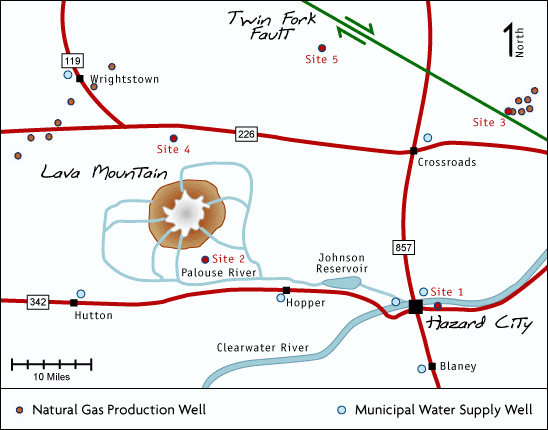 Twin Fork
Fault
North
119
Site 5
Wrightstown
Site 3
226
Site 4
Crossroads
Lava Mountain
857
Site 2
Palouse River
Johnson
Reservoir
Site 1
342
Hutton
Hopper
Hazard City
Clearwater River
Blaney
10 Miles
Natural Gas Production Well
Municipal Water Supply Well